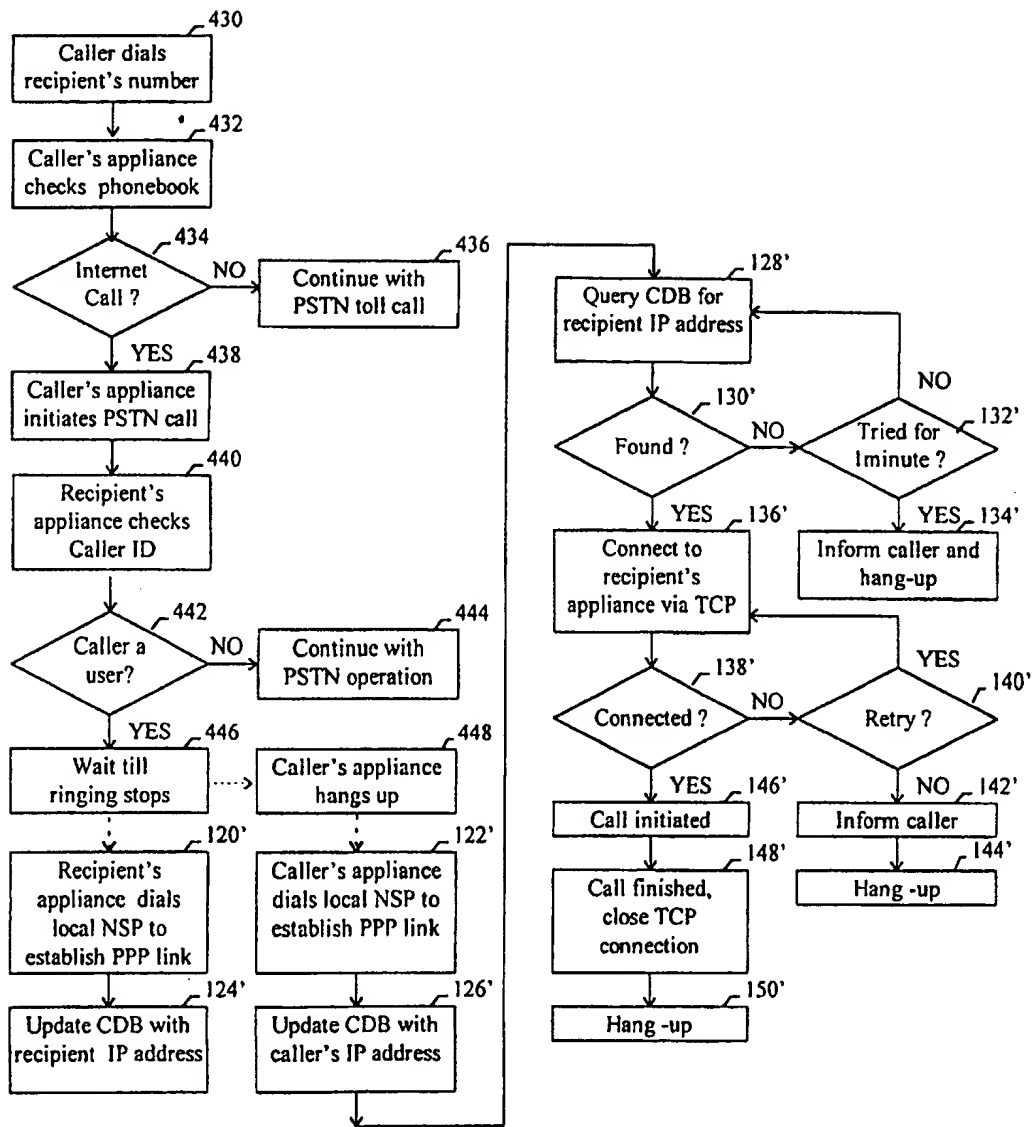 430
Caller dials
recipient's number
432
Caller's appliance
checks phonebook
434
Internet
Call ?
NO
436
Continue with
PSTN toll call
YES
438
Caller's appliance
initiates PSTN call
440
Recipient's
appliance checks
Caller ID
442
Caller a
user?
NO
444
Continue with
PSTN operation
YES
446
Wait till
ringing stops
448
Caller's appliance
hangs up
120'
Recipient's
appliance dials
local NSP to
establish PPP link
122'
Caller's appliance
dials local NSP to
establish PPP link
124'
Update CDB with
recipient IP address
126'
Update CDB with
caller's IP address
128'
Query CDB for
recipient IP address
130'
Found ?
NO
NO
132'
Tried for
1minute ?
YES
134'
Inform caller and
hang-up
YES
136'
Connect to
recipient's
appliance via TCP
138'
Connected ?
NO
YES
140'
Retry ?
NO
142'
Inform caller
144'
Hang -up
YES
146'
Call initiated
148'
Call finished,
close TCP
connection
150'
Hang -up